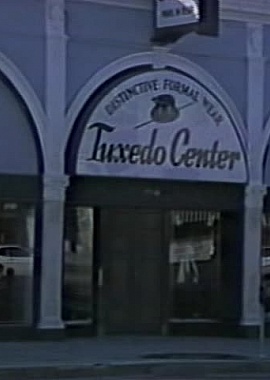 DISTINCTIVE FORMAL WEAR
Tuxedo Center